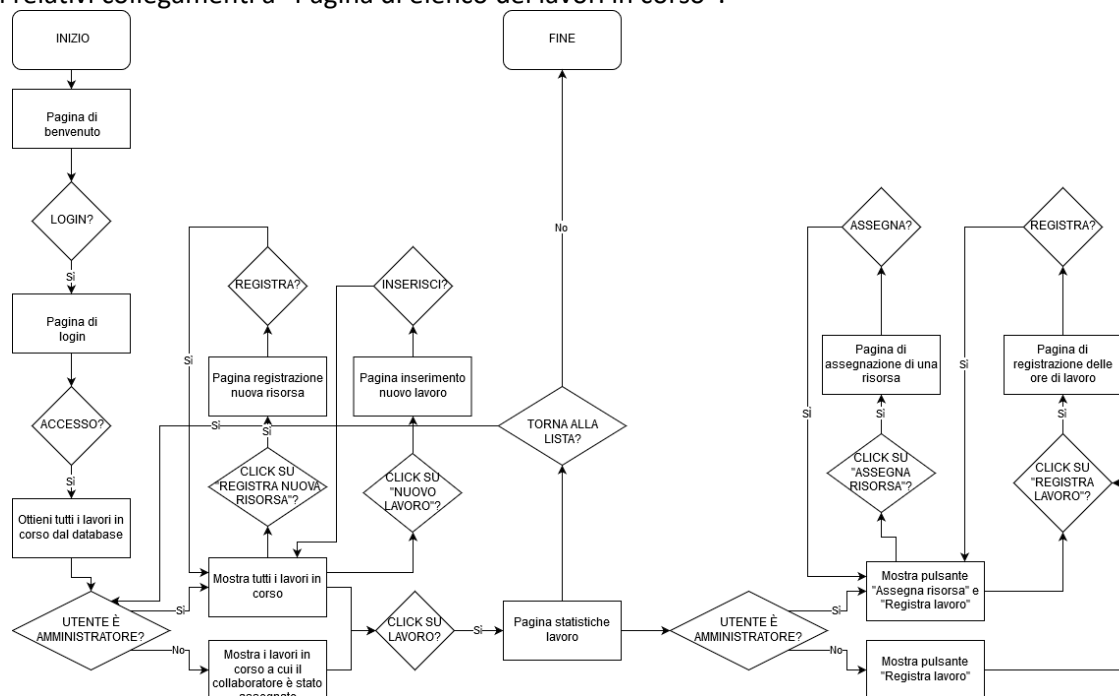 i relativi collegamenti a "Pagina di elenco dei lavori in corso".
INIZIO
FINE
Pagina di
benvenuto
LOGIN?
Sì
Pagina di
login
ACCESSO?
Sì
Ottieni tutti i lavori in
corso dal database
UTENTE È
AMMINISTRATORE?
Sì
No
REGISTRA?
Sì
Pagina registrazione
nuova risorsa
Sì
CLICK SU
"REGISTRA NUOVA
RISORSA"?
Mostra tutti i lavori in
corso
Mostra i lavori in
corso a cui il
collaboratore è stato
assegnato
INSERISCI?
Pagina inserimento
nuovo lavoro
CLICK SU
"NUOVO
LAVORO"?
CLICK SU
LAVORO?
Sì
No
TORNA ALLA
LISTA?
Sì
Pagina statistiche
lavoro
UTENTE È
AMMINISTRATORE?
Sì
No
ASSEGNA?
Sì
Pagina di
assegnazione di una
risorsa
Sì
CLICK SU
"ASSEGNA
RISORSA"?
REGISTRA?
Sì
Pagina di
registrazione delle
ore di lavoro
Sì
CLICK SU
"REGISTRA
LAVORO"?
Mostra pulsante
"Assegna risorsa" e
"Registra lavoro"
Mostra pulsante
"Registra lavoro"